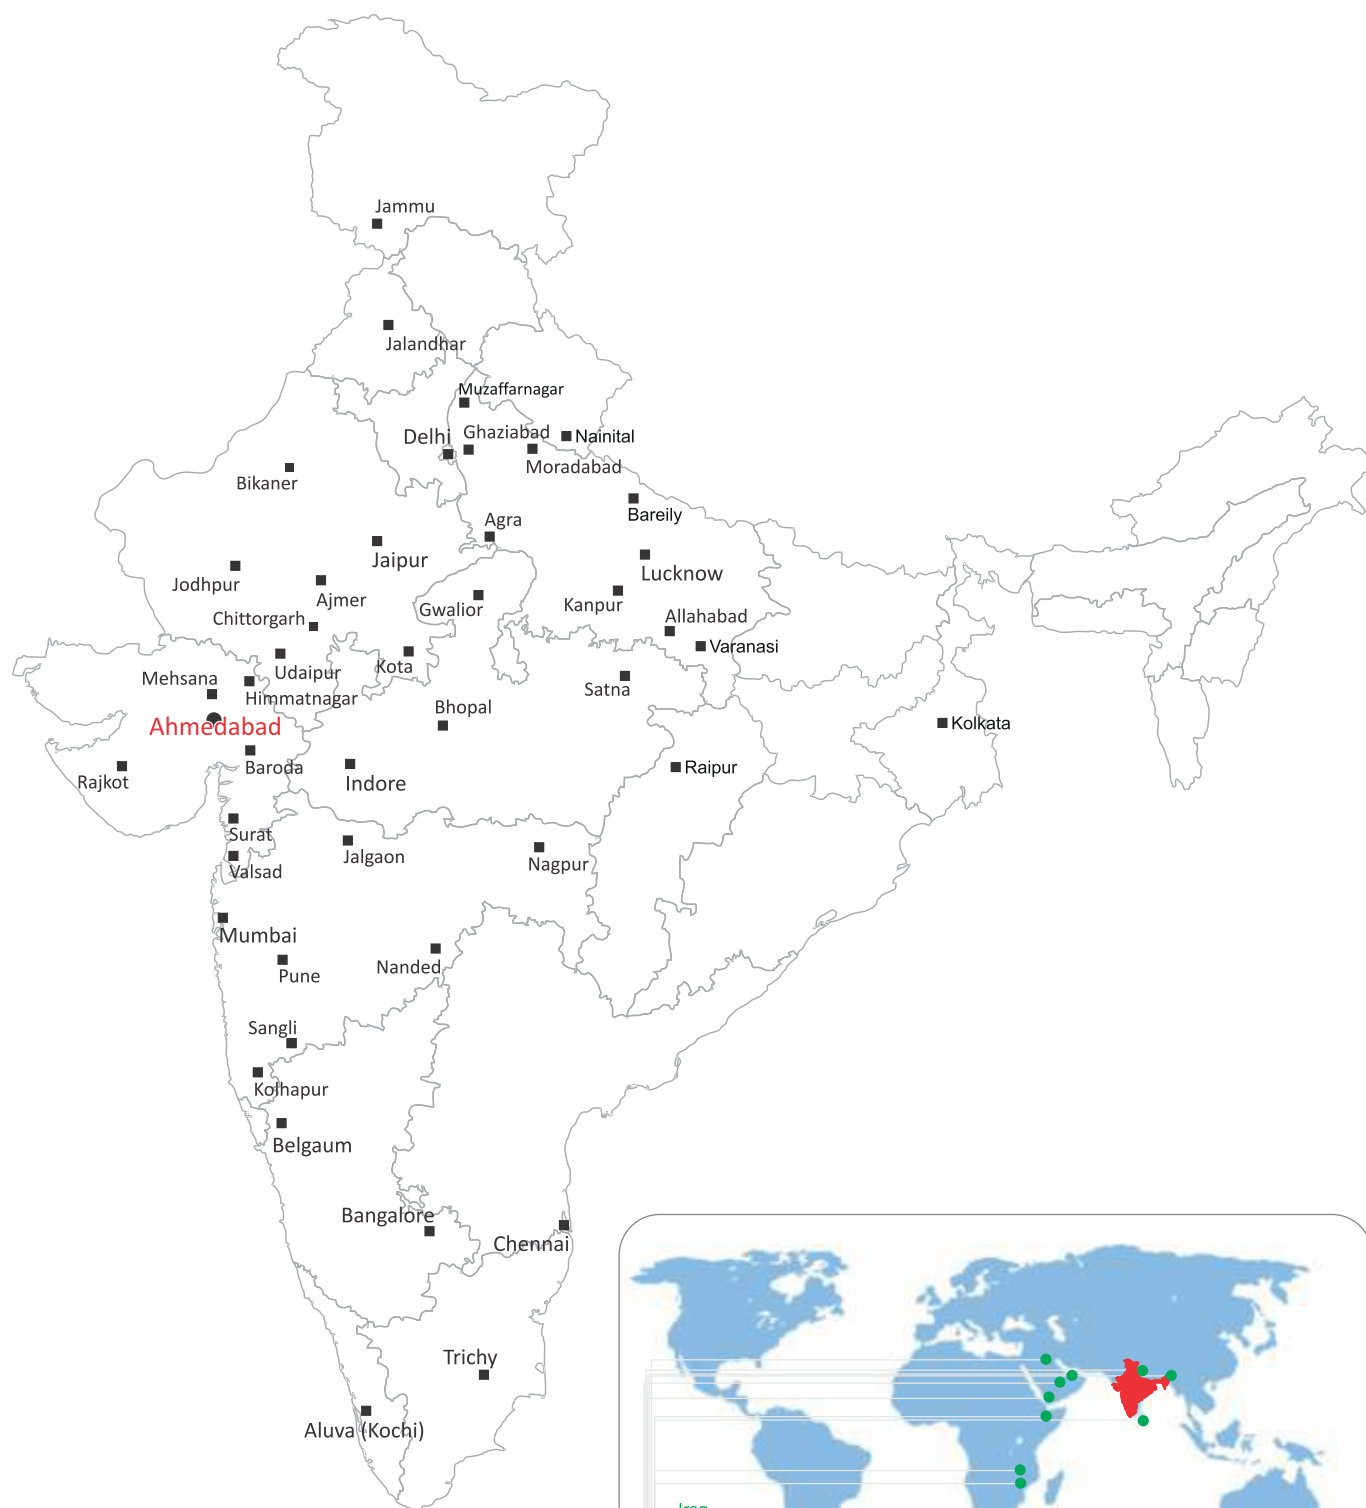 Jammu
Jalandhar
Muzaffarnagar
Delhi
Ghaziabad
Nainital
Moradabad
Bikaner
Bareily
Agra
Jaipur
Lucknow
Jodhpur
Ajmer
Gwalior
Kanpur
Chittorgarh
Allahabad
Varanasi
Udaipur
Kota
Mehsana
Himmatnagar
Satna
Bhopal
Ahmedabad
Kolkata
Baroda
Raipur
Rajkot
Indore
Surat
Jalgaon
Nagpur
Valsad
Mumbai
Nanded
Pune
Sangli
Kolhapur
Belgaum
Bangalore
Chennai
Trichy
Aluva (Kochi)
Iraq